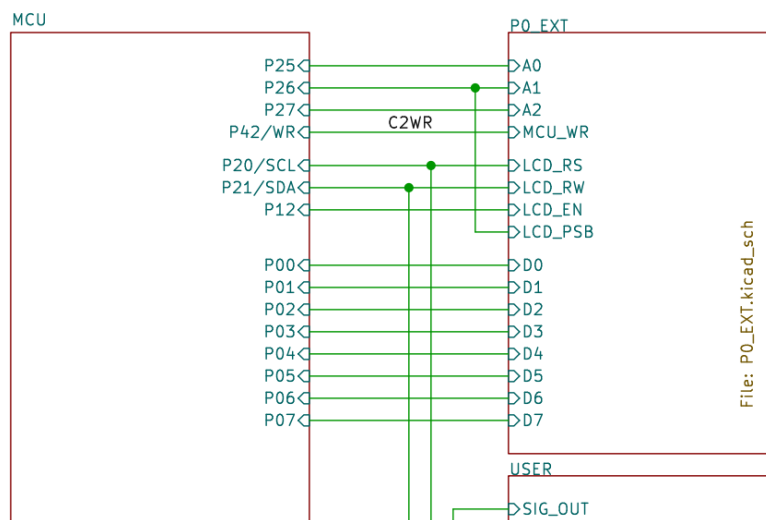 MCU
P0_EXT
P25 A0
P26 A1
P27 A2
C2WR
P42/WR MCU_WR
P20/SCL LCD_RS
P21/SDA LCD_RW
P12 LCD_EN
LCD_PSB
P00 D0
P01 D1
P02 D2
P03 D3
P04 D4
P05 D5
P06 D6
P07 D7
File: P0_EXT.kicad_sch
USER
SIG_OUT